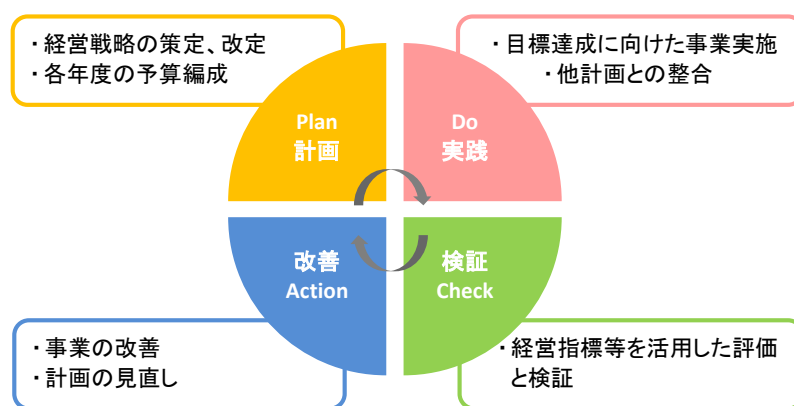 ・経営戦略の策定、改定
・各年度の予算編成
・目標達成に向けた事業実施
・他計画との整合
Plan
計画
Do
実践
改善
Action
検証
Check
・事業の改善
・計画の見直し
・経営指標等を活用した評価
と検証